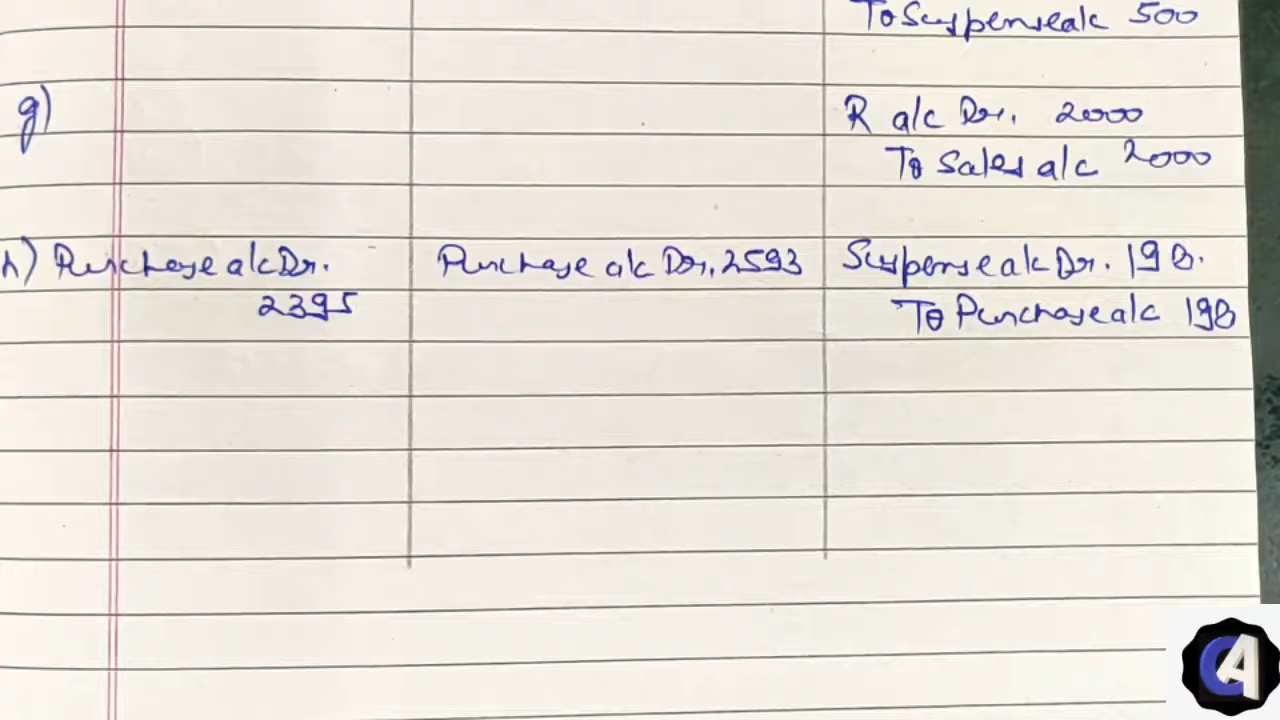 To Suspense a/c 500
g)
R a/c Dr. 2000
To Sales a/c 2000
h) Purchase a/c Dr.
2395
Purchase a/c Dr. 2593
Suspense a/c Dr. 198.
To Purchase a/c 198
CA